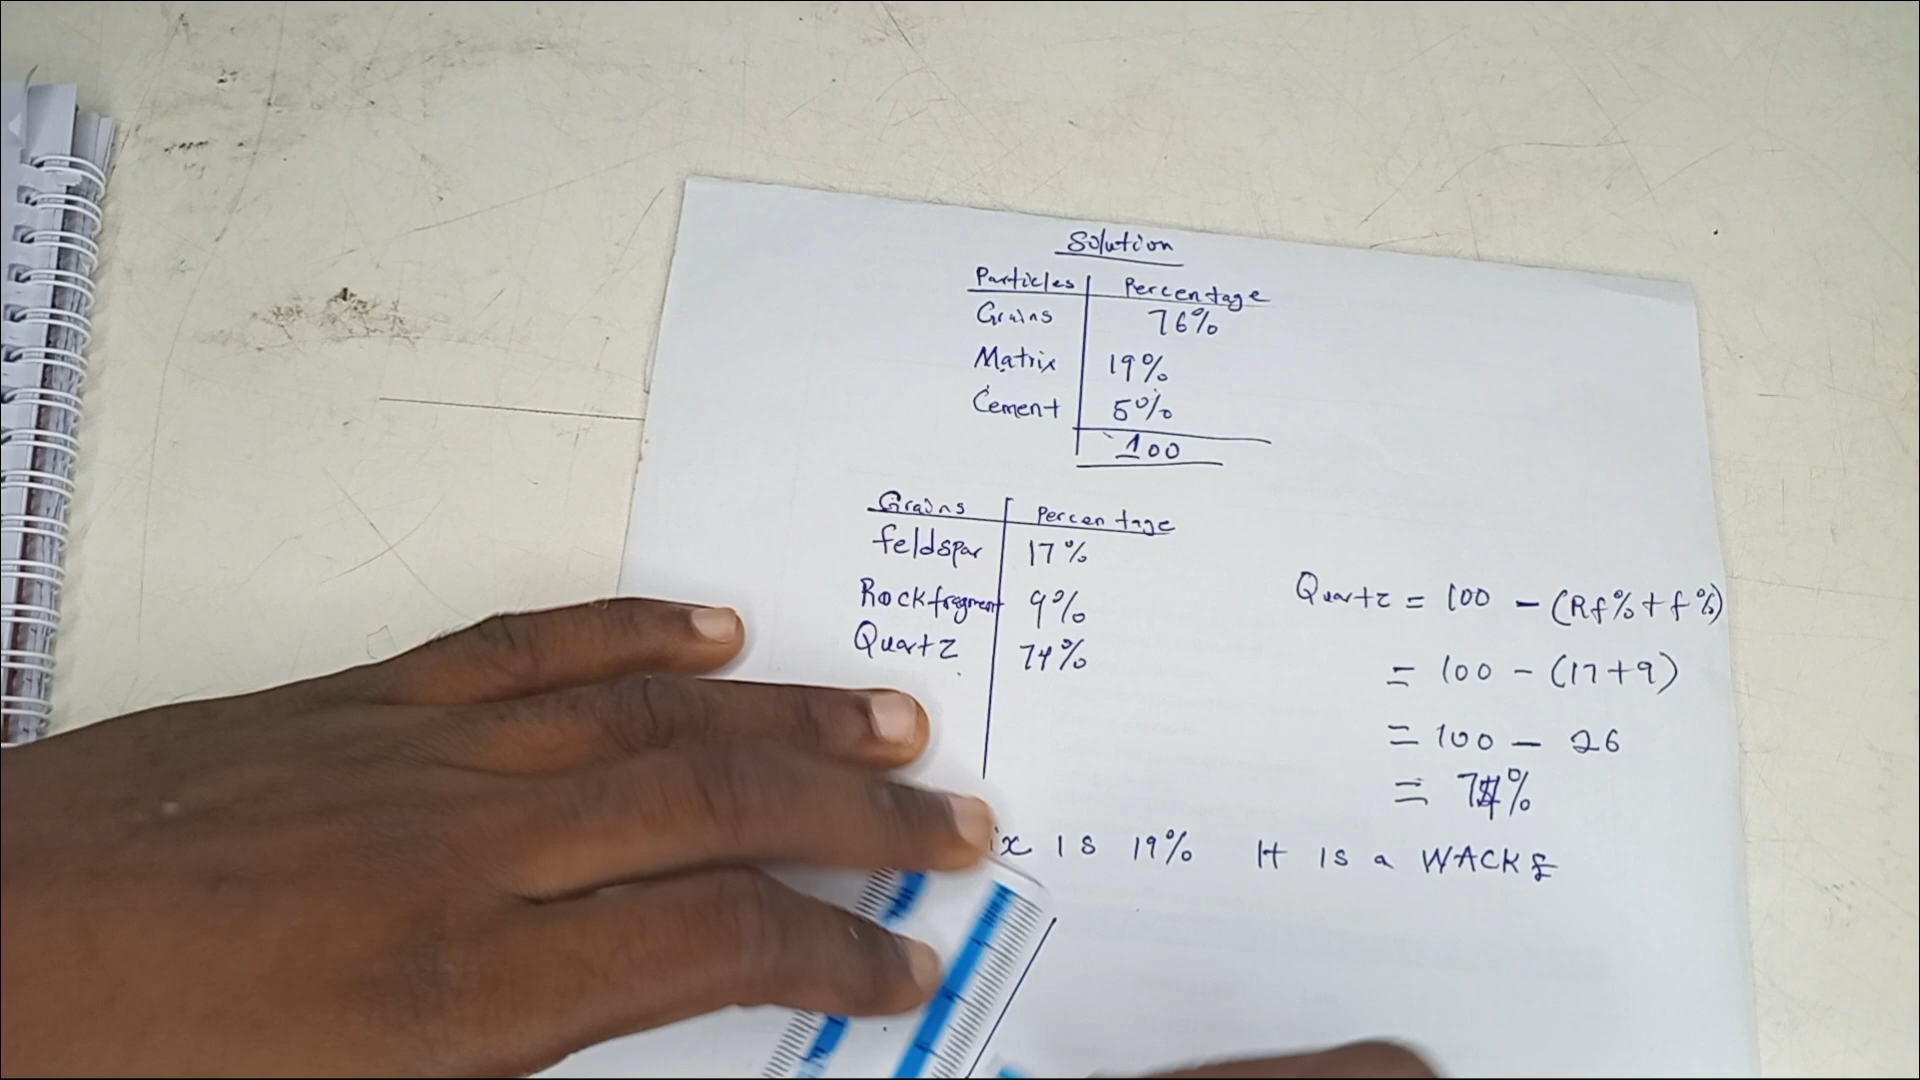 Solution
Particles Percentage
Grains 76%
Matrix 19%
Cement 5%
100
Grains Percentage
feldspar 17%
Rockfragment 9%
Quartz 74%
Quartz = 100 - (Rf% + f%)
= 100 - (17+9)
= 100 - 26
= 74%
ix is 19% It is a WACKE